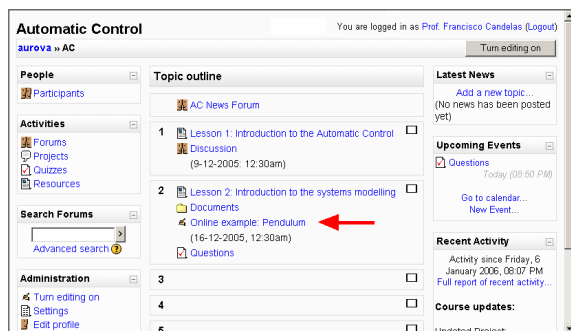 Automatic Control
You are logged in as Prof. Francisco Candelas (Logout)
aurova » AC
Turn editing on
People
Participants
Activities
Forums
Projects
Quizzes
Resources
Search Forums
>
Advanced search ?
Administration
Turn editing on
Settings
Edit profile
Topic outline
AC News Forum
1 Lesson 1: Introduction to the Automatic Control
Discussion
(9-12-2005: 12:30am)
2 Lesson 2: Introduction to the systems modelling
Documents
Online example: Pendulum
(16-12-2005, 12:30am)
Questions
3
4
5
Latest News
Add a new topic...
(No news has been posted
yet)
Upcoming Events
Questions
Today (08:50 PM)
Go to calendar...
New Event...
Recent Activity
Activity since Friday, 6
January 2006, 08:07 PM
Full report of recent activity...
Course updates:
Updated Project: